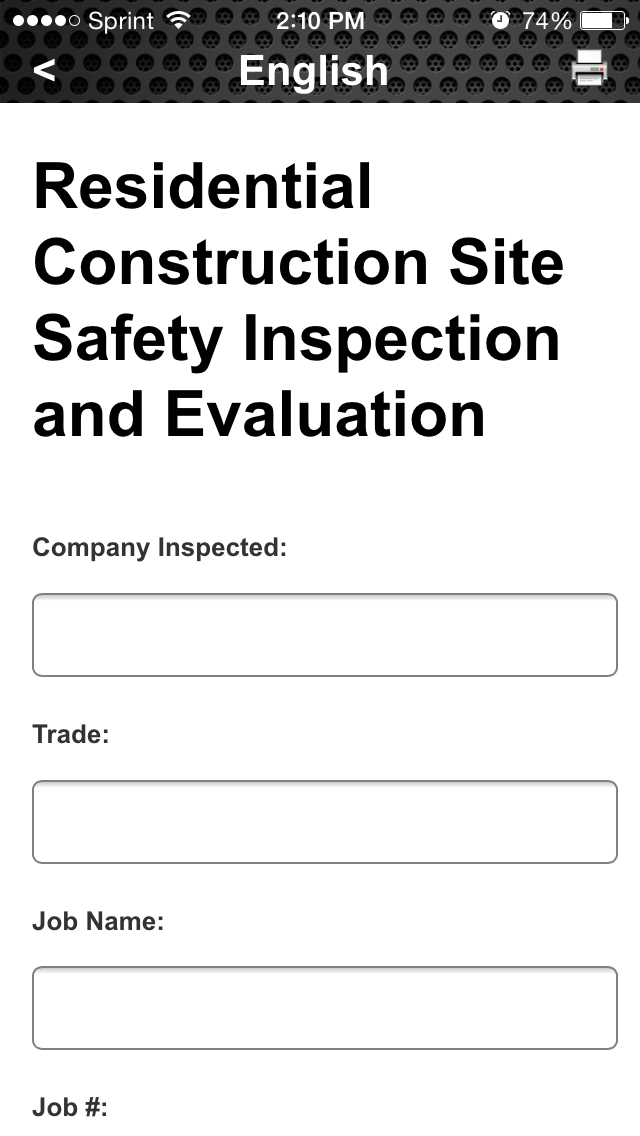 Sprint 2:10 PM 74%
< English
Residential
Construction Site
Safety Inspection
and Evaluation
Company Inspected:
Trade:
Job Name:
Job #: